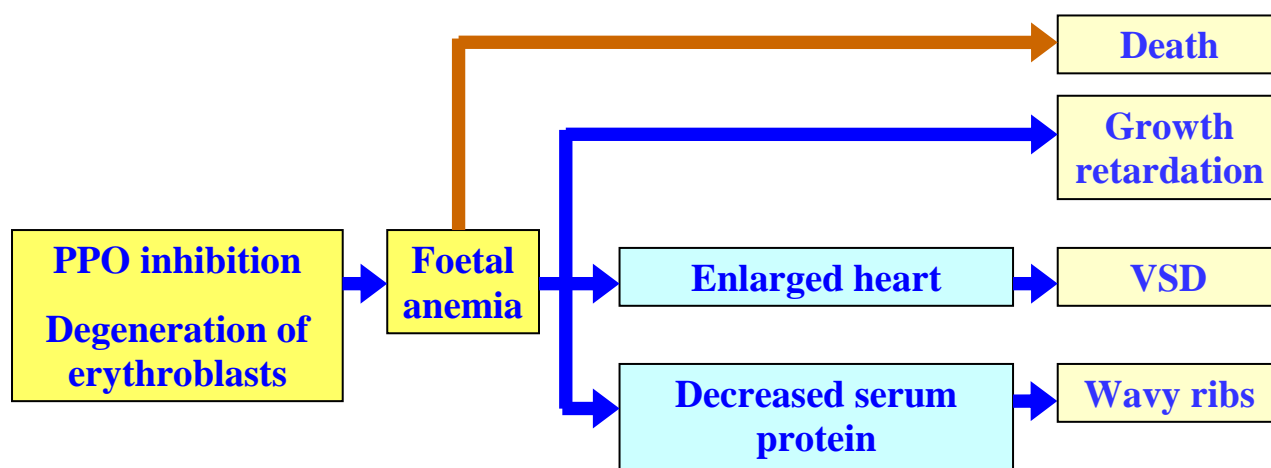 Death
Growth
retardation
PPO inhibition
Degeneration of
erythroblasts
Foetal
anemia
Enlarged heart
VSD
Decreased serum
protein
Wavy ribs